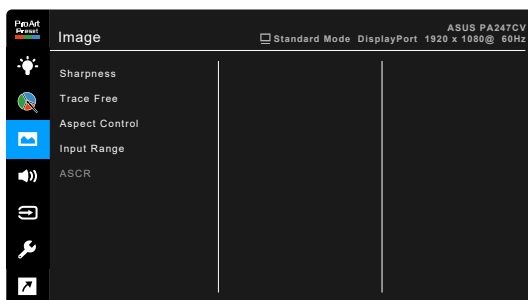 ProArt
Preset
Image
ASUS PA247CV
Standard Mode DisplayPort 1920 x 1080@ 60Hz
Sharpness
Trace Free
Aspect Control
Input Range
ASCR